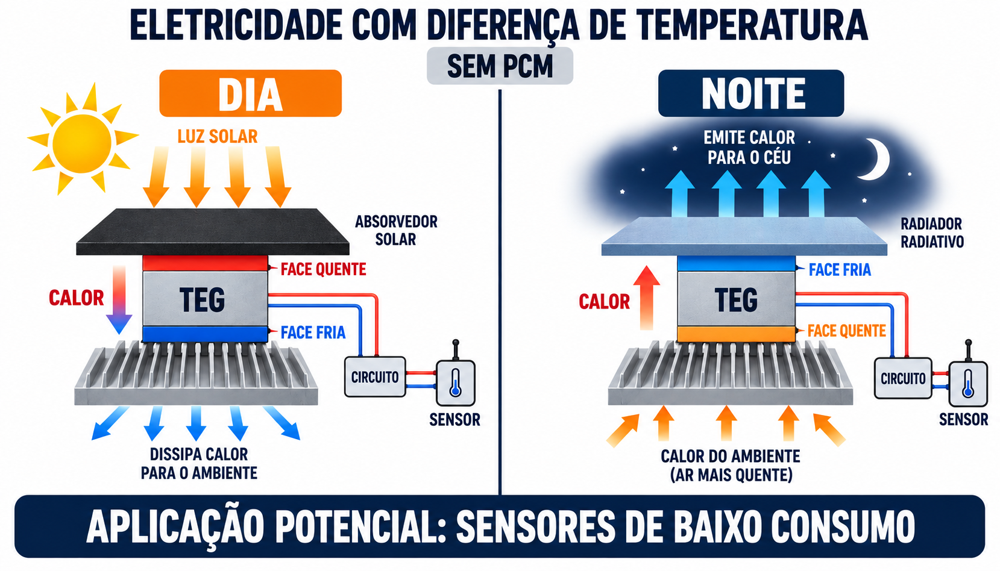 ELETRICIDADE COM DIFERENÇA DE TEMPERATURA
SEM PCM
DIA
LUZ SOLAR
ABSORVEDOR
SOLAR
FACE QUENTE
CALOR
TEG
FACE FRIA
CIRCUITO
SENSOR
DISSIPA CALOR
PARA O AMBIENTE
NOITE
EMITE CALOR
PARA O CÉU
RADIADOR
RADIATIVO
FACE FRIA
CALOR
TEG
FACE QUENTE
CIRCUITO
SENSOR
CALOR DO AMBIENTE
(AR MAIS QUENTE)
APLICAÇÃO POTENCIAL: SENSORES DE BAIXO CONSUMO